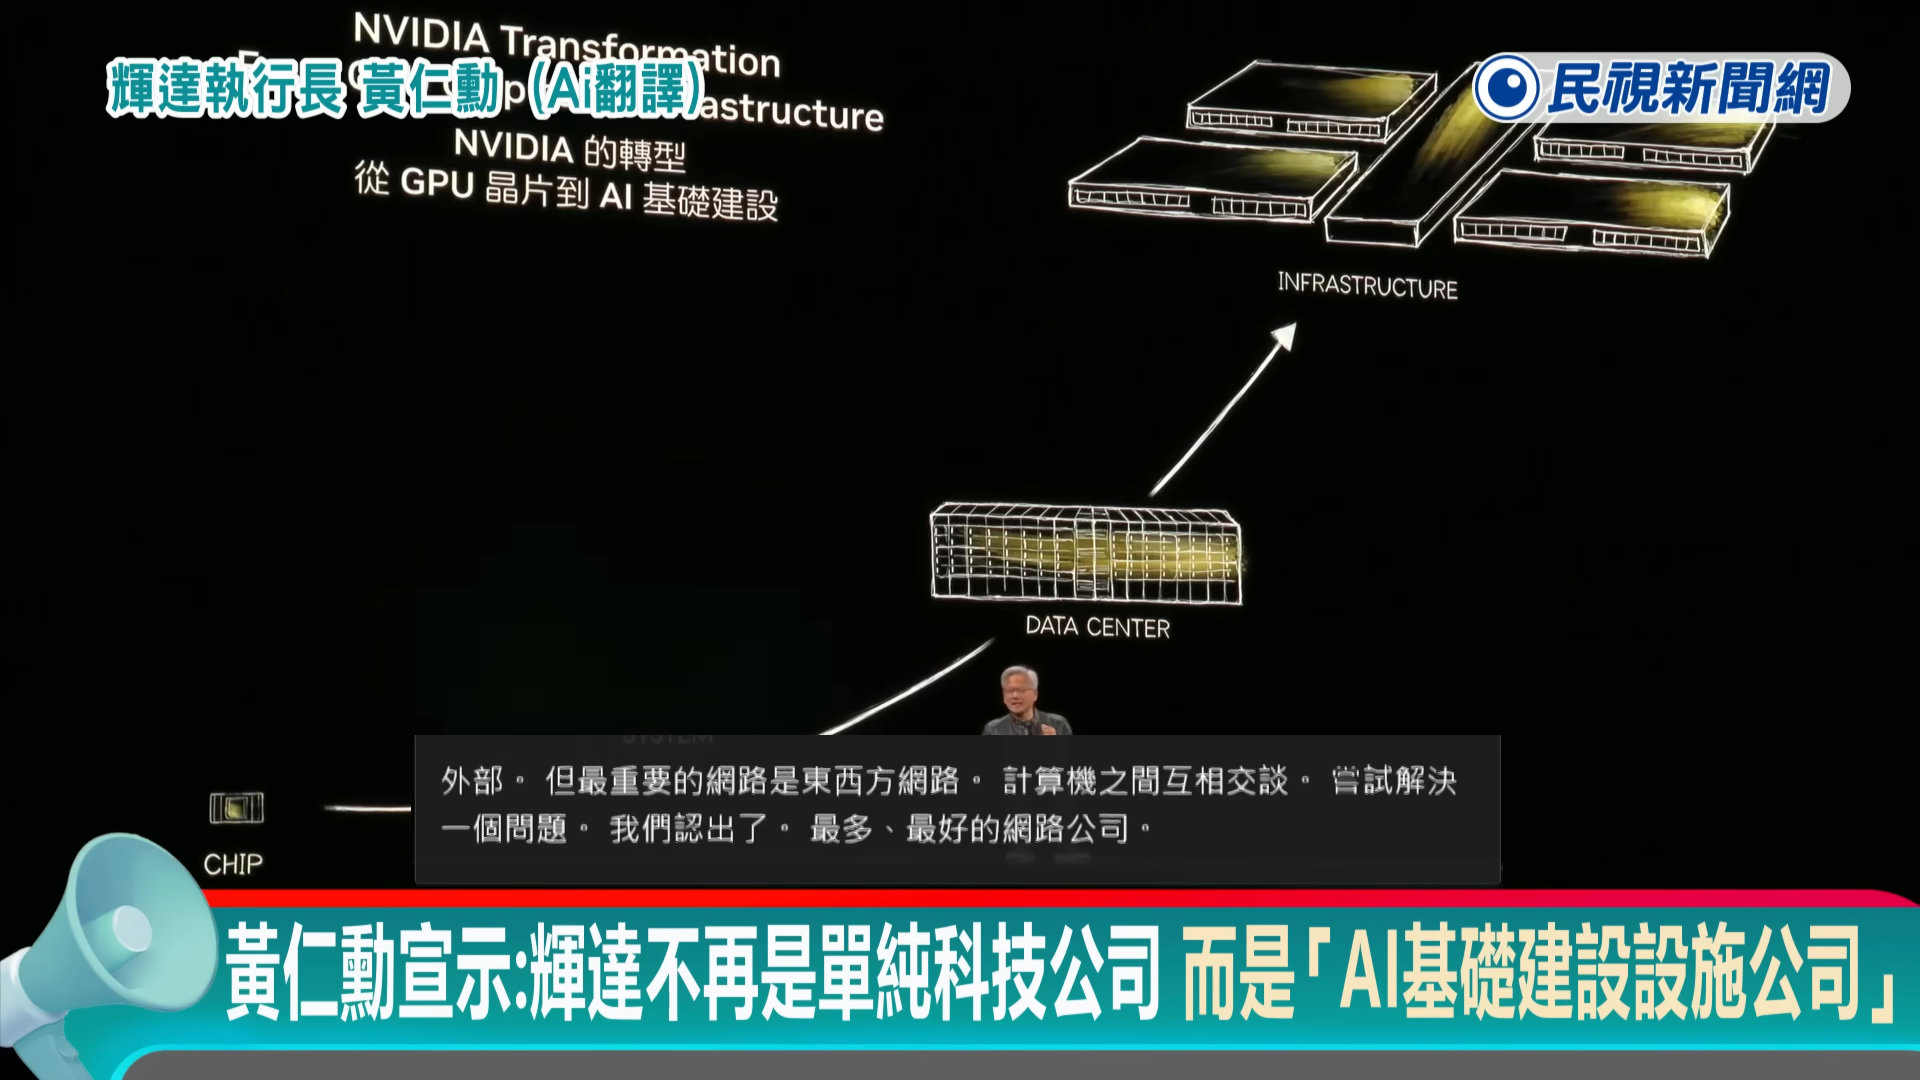 NVIDIA Transformation
輝達執行長 黃仁勳 (Ai翻譯)
astructure
NVIDIA 的轉型
從 GPU 晶片到 AI 基礎建設
民視新聞網
INFRASTRUCTURE
DATA CENTER
SYSTEM
CHIP
外部。 但最重要的網路是東西方網路。 計算機之間互相交談。 嘗試解決
一個問題。 我們認出了。 最多、最好的網路公司。
黃仁勳宣示:輝達不再是單純科技公司 而是「AI基礎建設設施公司」